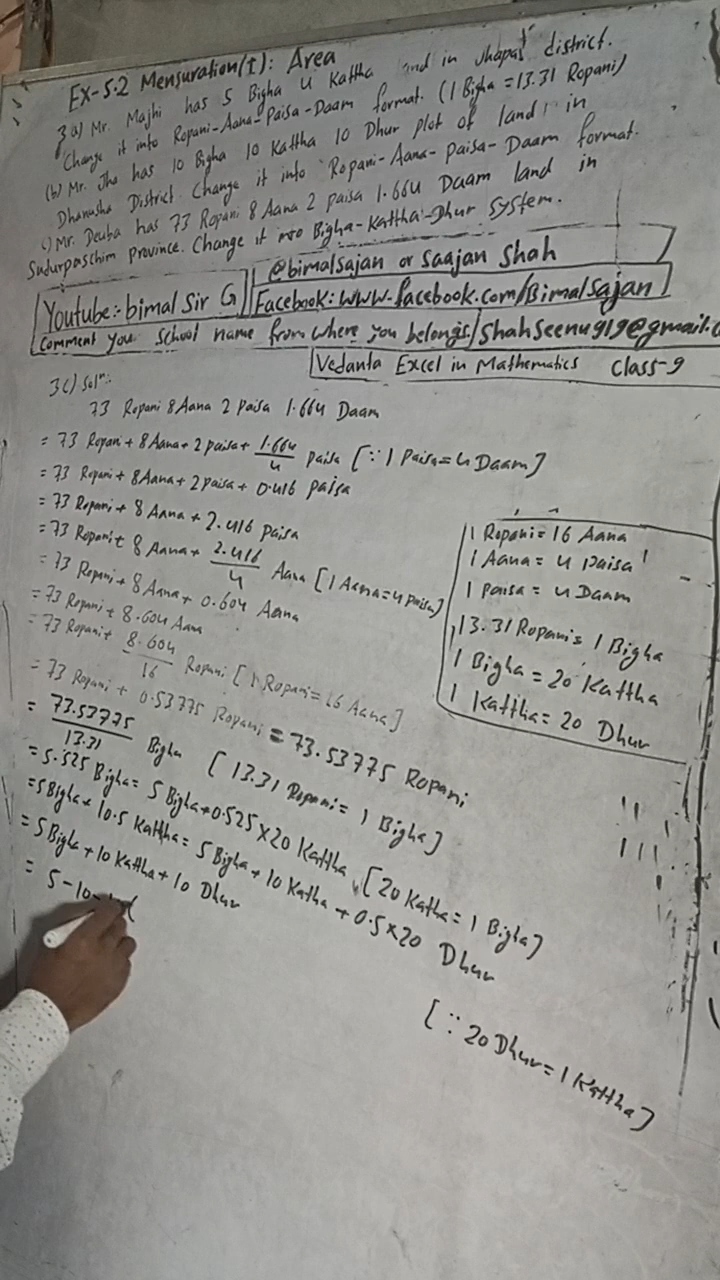 Ex-5.2 Mensuration(I): Area
3a) Mr. Majhi has 5 Bigha 4 Kattha land in Jhapa district.
Change it into Ropani-Aana-Paisa-Daam format. (1 Bigha = 13.31 Ropani)
(b) Mr. Jha has 10 Bigha 10 Kattha 10 Dhur plot of land in
Dhanusha District. Change it into Ropani-Aana-Paisa-Daam format.
c) Mr. Deuba has 73 Ropani 8 Aana 2 paisa 1.664 Daam land in
Sudurpaschim province. Change it into Bigha-Kattha-Dhur system.
@bimalsajan or Saajan Shah
Youtube:- bimal Sir G
Facebook: www.facebook.com/Bimalsajan
Comment your School name from where you belongs
Shahseenu919@gmail.c
Vedanta Excel in Mathematics Class-9
3c) Solⁿ:
73 Ropani 8 Aana 2 Paisa 1.664 Daam
= 73 Ropani + 8 Aana + 2 paisa + 1.664/4 paisa [∵ 1 Paisa = 4 Daam]
= 73 Ropani + 8 Aana + 2 paisa + 0.416 paisa
= 73 Ropani + 8 Aana + 2.416 Paisa
= 73 Ropani + 8 Aana + 2.416/4 Aana [1 Aana = 4 paisa]
= 73 Ropani + 8 Aana + 0.604 Aana
= 73 Ropani + 8.604 Aana
= 73 Ropani + 8.604/16 Ropani [1 Ropani = 16 Aana]
= 73 Ropani + 0.53775 Ropani = 73.53775 Ropani
= 73.53775/13.31 Bigha [13.31 Ropani = 1 Bigha]
= 5.525 Bigha = 5 Bigha + 0.525 × 20 Kattha [20 Kattha = 1 Bigha]
= 5 Bigha + 10.5 Kattha = 5 Bigha + 10 Katha + 0.5 × 20 Dhur
[∵ 20 Dhur = 1 Kattha]
= 5 Bigha + 10 Kattha + 10 Dhur
= 5-10-
1 Ropani = 16 Aana
1 Aana = 4 paisa
1 paisa = 4 Daam
13.31 Ropani = 1 Bigha
1 Bigha = 20 Kattha
1 Kattha = 20 Dhur